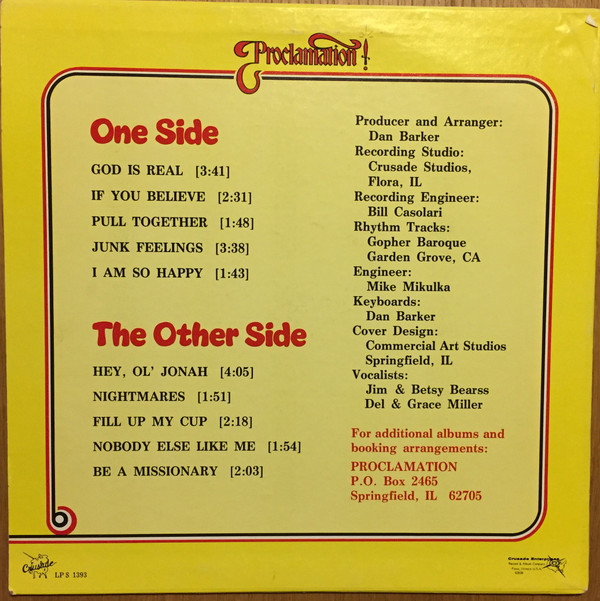 Proclamation!
One Side
GOD IS REAL [3:41]
IF YOU BELIEVE [2:31]
PULL TOGETHER [1:48]
JUNK FEELINGS [3:38]
I AM SO HAPPY [1:43]
The Other Side
HEY, OL' JONAH [4:05]
NIGHTMARES [1:51]
FILL UP MY CUP [2:18]
NOBODY ELSE LIKE ME [1:54]
BE A MISSIONARY [2:03]
Producer and Arranger:
Dan Barker
Recording Studio:
Crusade Studios,
Flora, IL
Recording Engineer:
Bill Casolari
Rhythm Tracks:
Gopher Baroque
Garden Grove, CA
Engineer:
Mike Mikulka
Keyboards:
Dan Barker
Cover Design:
Commercial Art Studios
Springfield, IL
Vocalists:
Jim & Betsy Bearss
Del & Grace Miller
For additional albums and
booking arrangements:
PROCLAMATION
P.O. Box 2465
Springfield, IL 62705
b
Crusade
LPS 1393
Crusade Enterprises